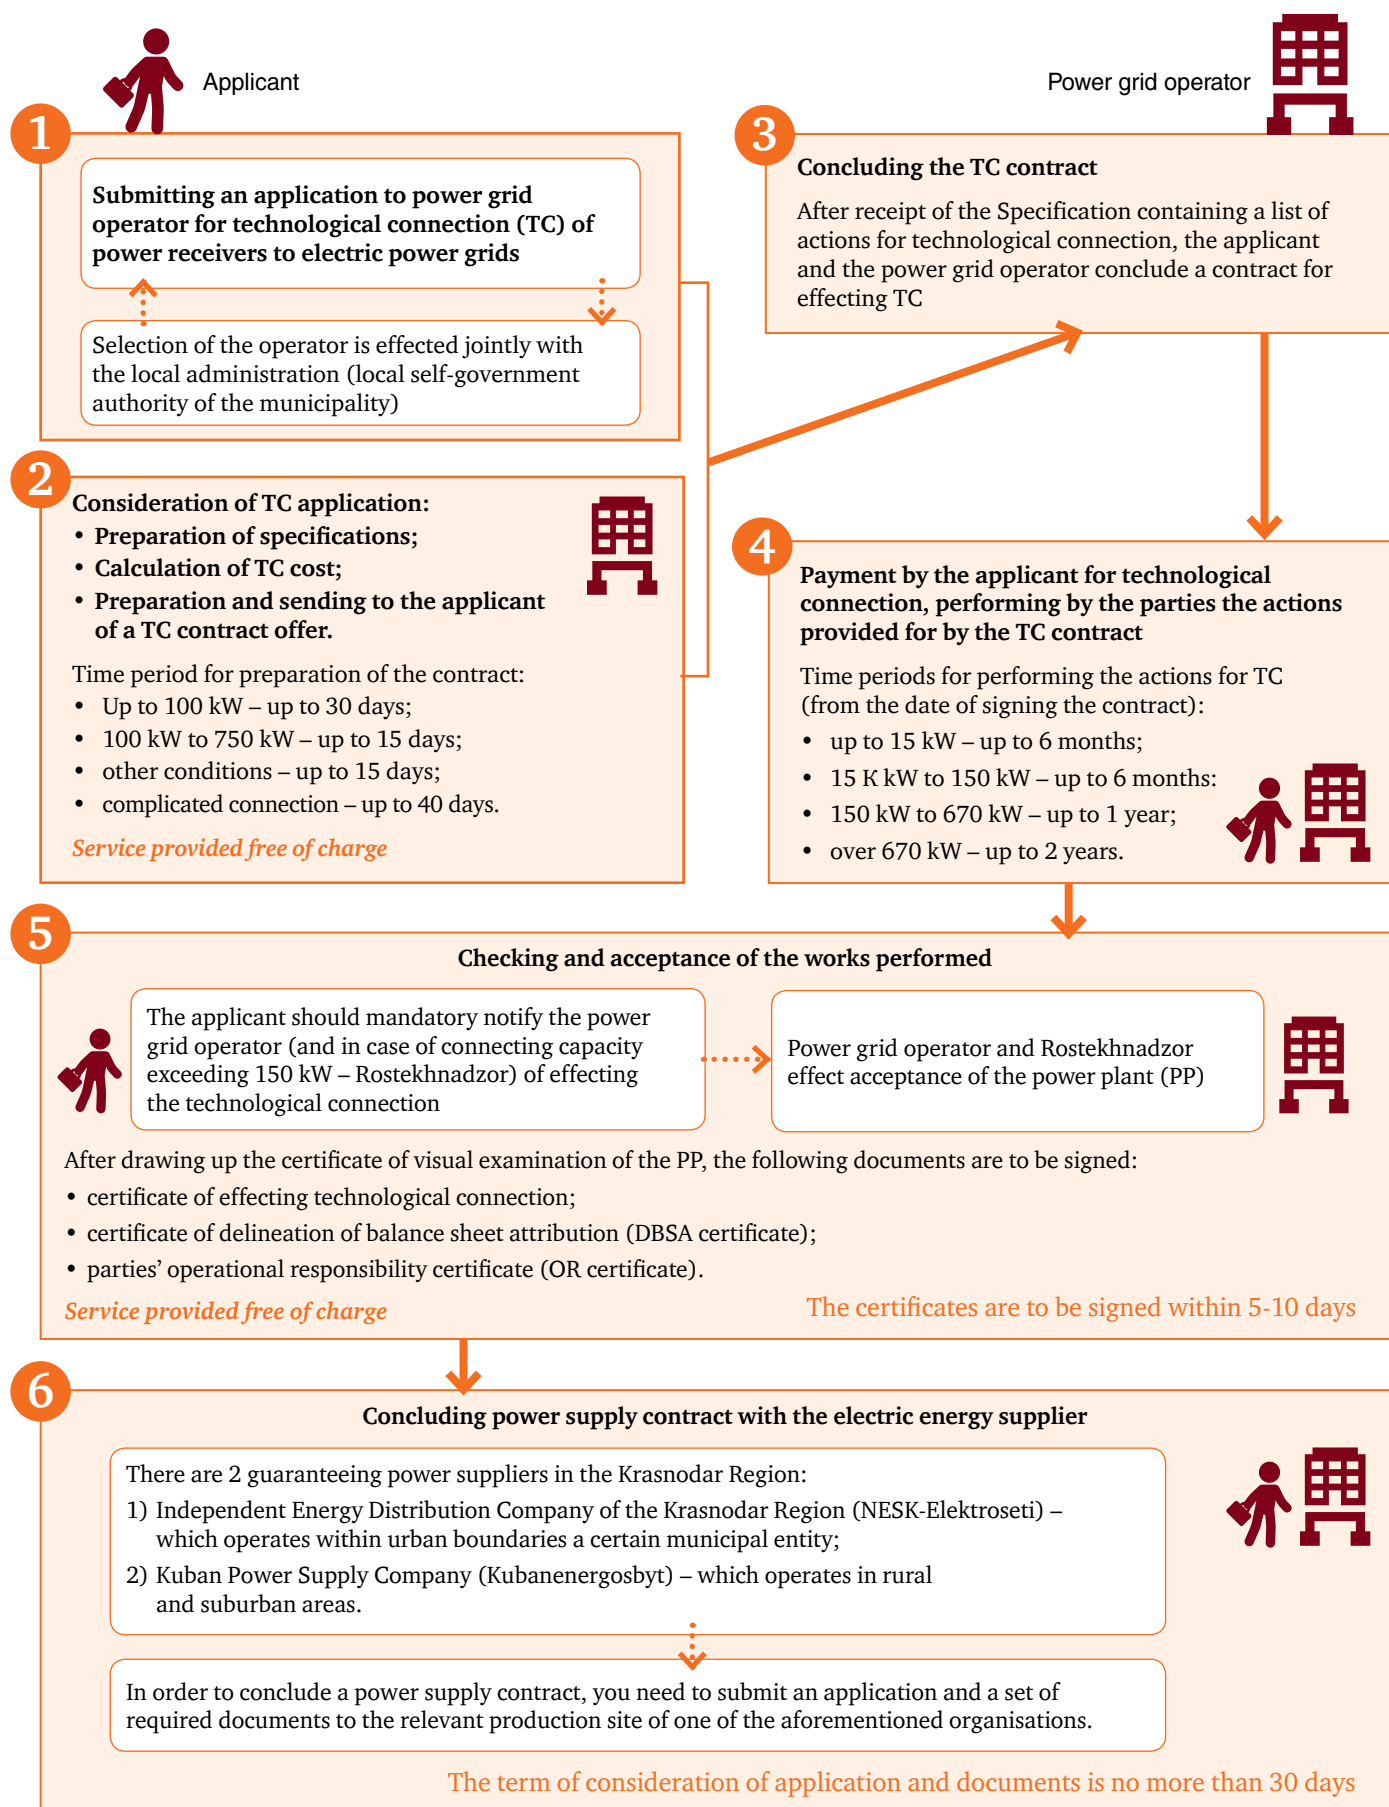 Applicant
Power grid operator
1
Submitting an application to power grid
operator for technological connection (TC) of
power receivers to electric power grids
Selection of the operator is effected jointly with
the local administration (local self-government
authority of the municipality)
2
Consideration of TC application:
• Preparation of specifications;
• Calculation of TC cost;
• Preparation and sending to the applicant
of a TC contract offer.
Time period for preparation of the contract:
• Up to 100 kW – up to 30 days;
• 100 kW to 750 kW – up to 15 days;
• other conditions – up to 15 days;
• complicated connection – up to 40 days.
Service provided free of charge
3
Concluding the TC contract
After receipt of the Specification containing a list of
actions for technological connection, the applicant
and the power grid operator conclude a contract for
effecting TC
4
Payment by the applicant for technological
connection, performing by the parties the actions
provided for by the TC contract
Time periods for performing the actions for TC
(from the date of signing the contract):
• up to 15 kW – up to 6 months;
• 15 K kW to 150 kW – up to 6 months:
• 150 kW to 670 kW – up to 1 year;
• over 670 kW – up to 2 years.
5
Checking and acceptance of the works performed
The applicant should mandatory notify the power
grid operator (and in case of connecting capacity
exceeding 150 kW – Rostekhnadzor) of effecting
the technological connection
Power grid operator and Rostekhnadzor
effect acceptance of the power plant (PP)
After drawing up the certificate of visual examination of the PP, the following documents are to be signed:
• certificate of effecting technological connection;
• certificate of delineation of balance sheet attribution (DBSA certificate);
• parties’ operational responsibility certificate (OR certificate).
Service provided free of charge
The certificates are to be signed within 5-10 days
6
Concluding power supply contract with the electric energy supplier
There are 2 guaranteeing power suppliers in the Krasnodar Region:
1) Independent Energy Distribution Company of the Krasnodar Region (NESK-Elektroseti) –
which operates within urban boundaries a certain municipal entity;
2) Kuban Power Supply Company (Kubanenergosbyt) – which operates in rural
and suburban areas.
In order to conclude a power supply contract, you need to submit an application and a set of
required documents to the relevant production site of one of the aforementioned organisations.
The term of consideration of application and documents is no more than 30 days